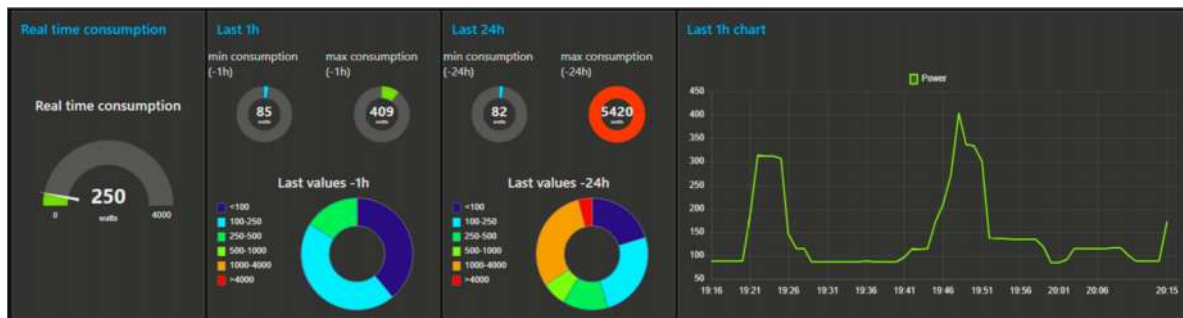 Real time consumption
Real time consumption
250
watts
0
4000
Last 1h
min consumption
(-1h)
85
watts
max consumption
(-1h)
409
watts
Last values -1h
<100
100-250
250-500
500-1000
1000-4000
>4000
Last 24h
min consumption
(-24h)
82
watts
max consumption
(-24h)
5420
watts
Last values -24h
<100
100-250
250-500
500-1000
1000-4000
>4000
Last 1h chart
Power
450
400
350
300
250
200
150
100
50
19:16 19:21 19:26 19:31 19:36 19:41 19:46 19:51 19:56 20:01 20:06 20:15